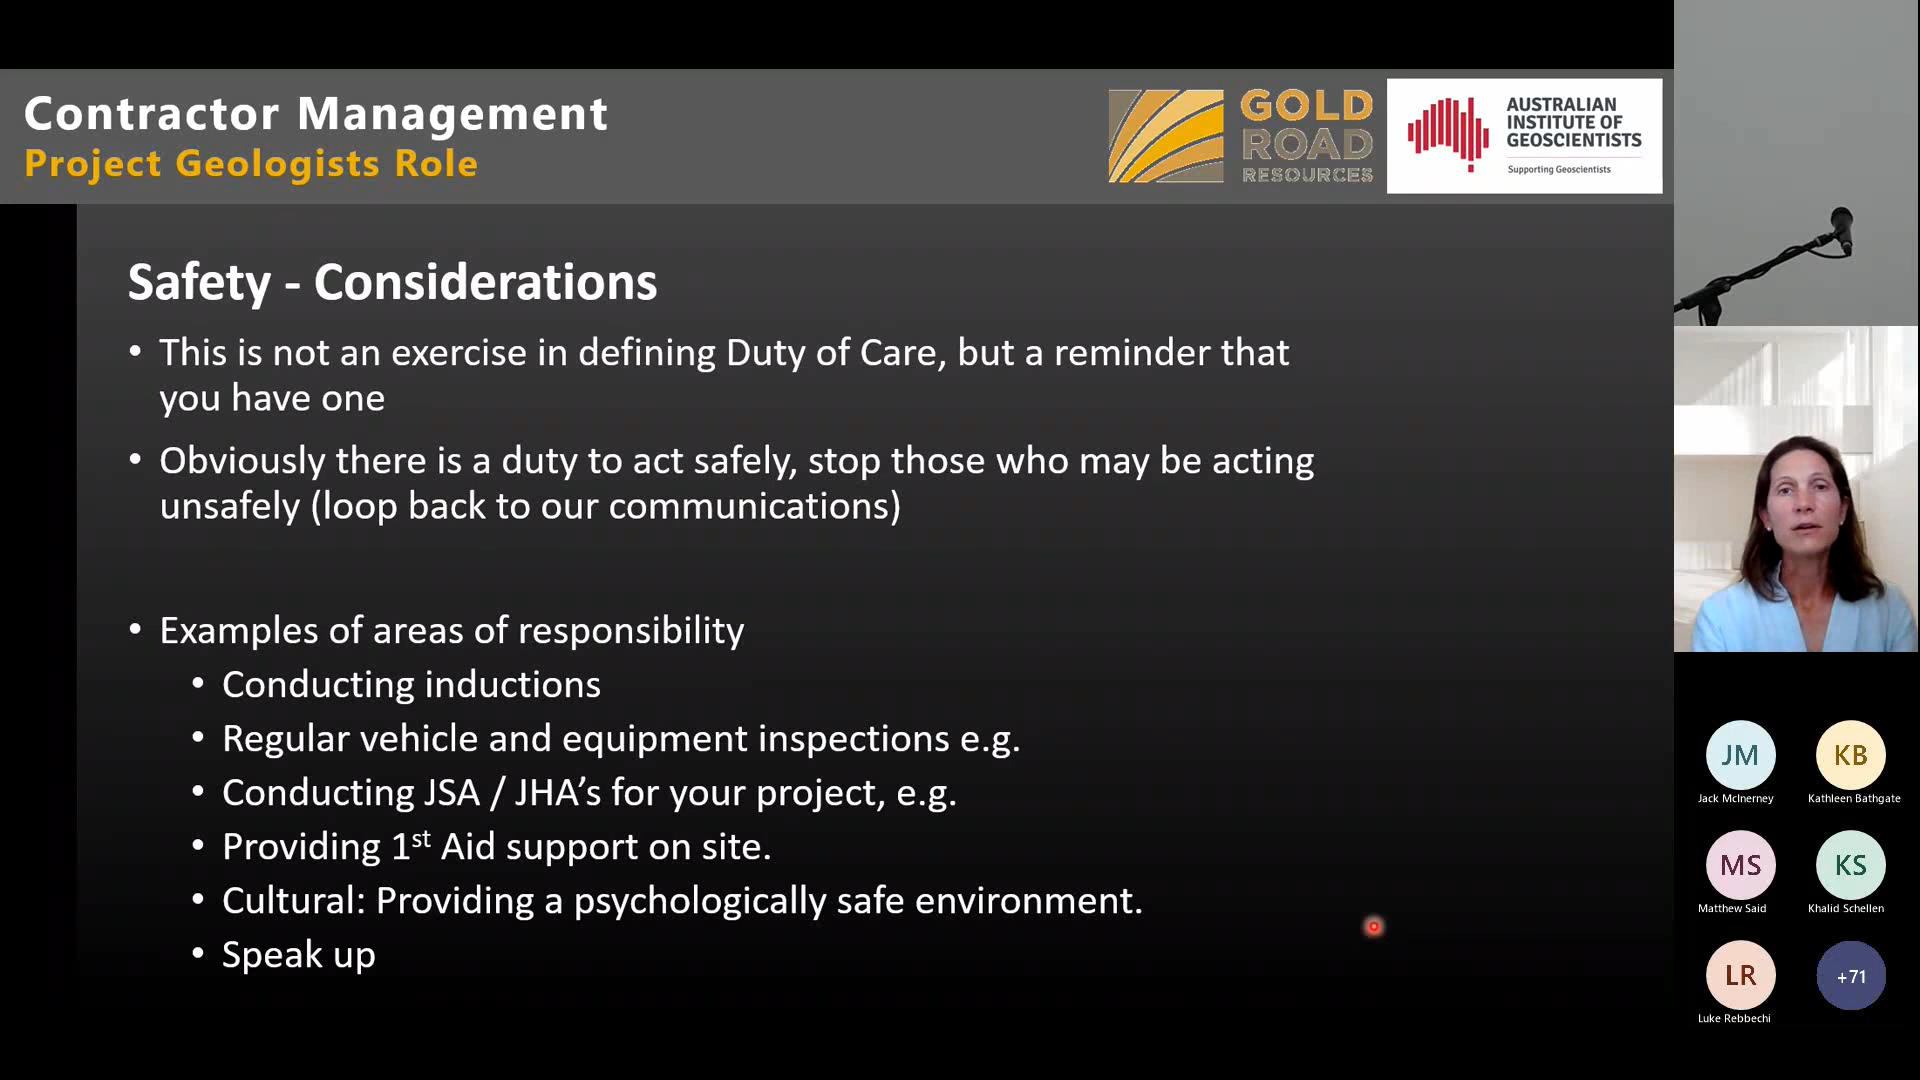 Contractor Management
Project Geologists Role
GOLD
ROAD
RESOURCES
AUSTRALIAN
INSTITUTE OF
GEOSCIENTISTS
Supporting Geoscientists
Safety - Considerations
• This is not an exercise in defining Duty of Care, but a reminder that
you have one
• Obviously there is a duty to act safely, stop those who may be acting
unsafely (loop back to our communications)
• Examples of areas of responsibility
• Conducting inductions
• Regular vehicle and equipment inspections e.g.
• Conducting JSA / JHA’s for your project, e.g.
• Providing 1st Aid support on site.
• Cultural: Providing a psychologically safe environment.
• Speak up
JM
Jack McInerney
KB
Kathleen Bathgate
MS
Matthew Said
KS
Khalid Schellen
LR
Luke Rebbechi
+71